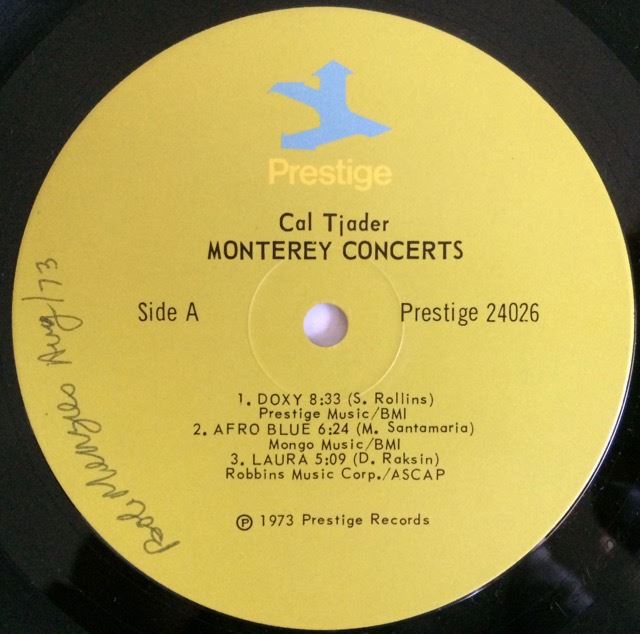 Prestige
Cal Tjader
MONTEREY CONCERTS
Side A
Prestige 24026
1. DOXY 8:33 (S. Rollins)
Prestige Music/BMI
2. AFRO BLUE 6:24 (M. Santamaria)
Mongo Music/BMI
3. LAURA 5:09 (D. Raksin)
Robbins Music Corp./ASCAP
℗ 1973 Prestige Records
Aug/73